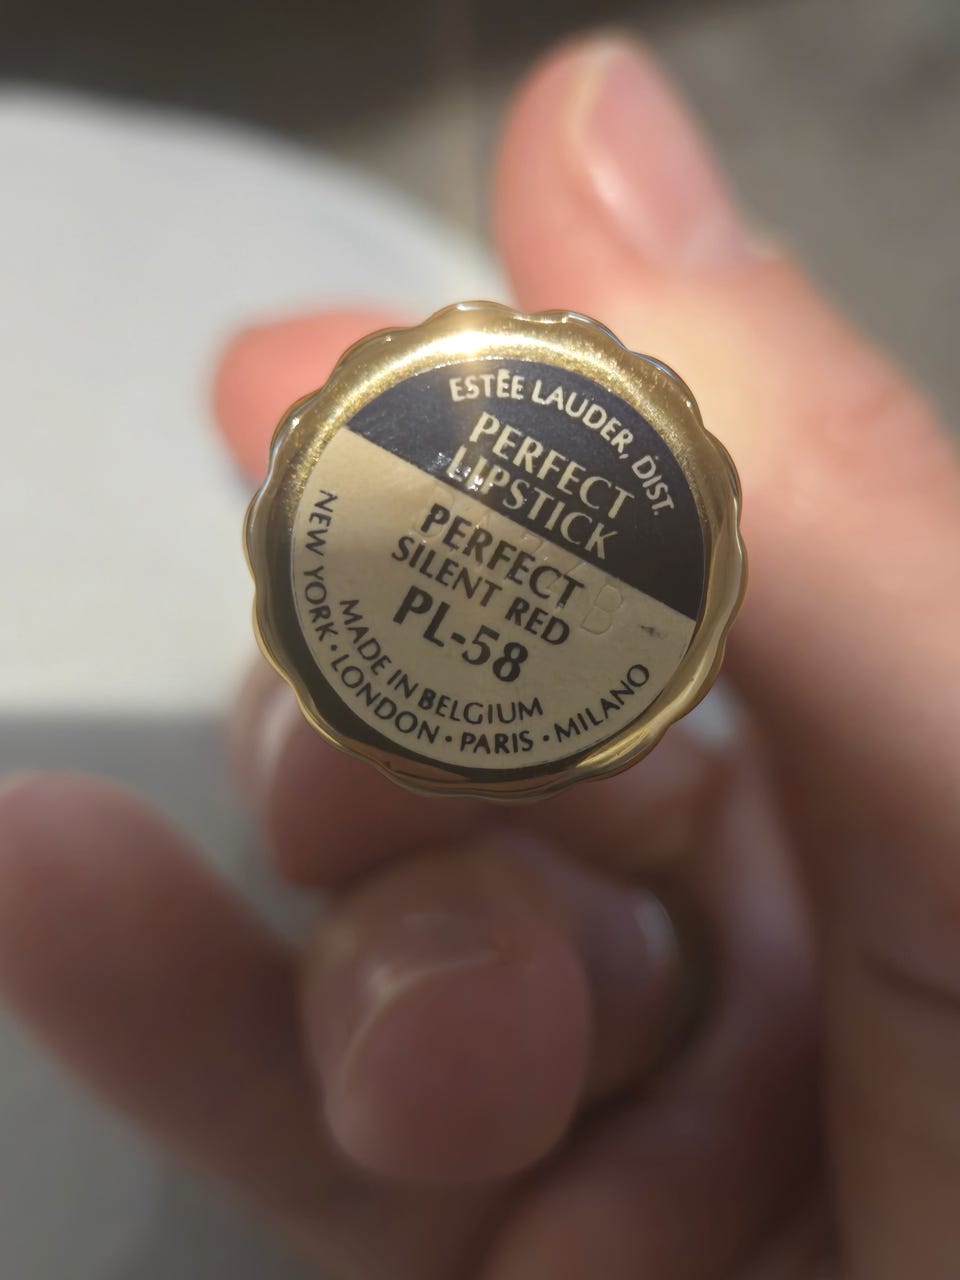 ESTĒE LAUDER, DIST.
PERFECT
LIPSTICK
PERFECT
SILENT RED
PL-58
MADE IN BELGIUM
NEW YORK · LONDON · PARIS · MILANO